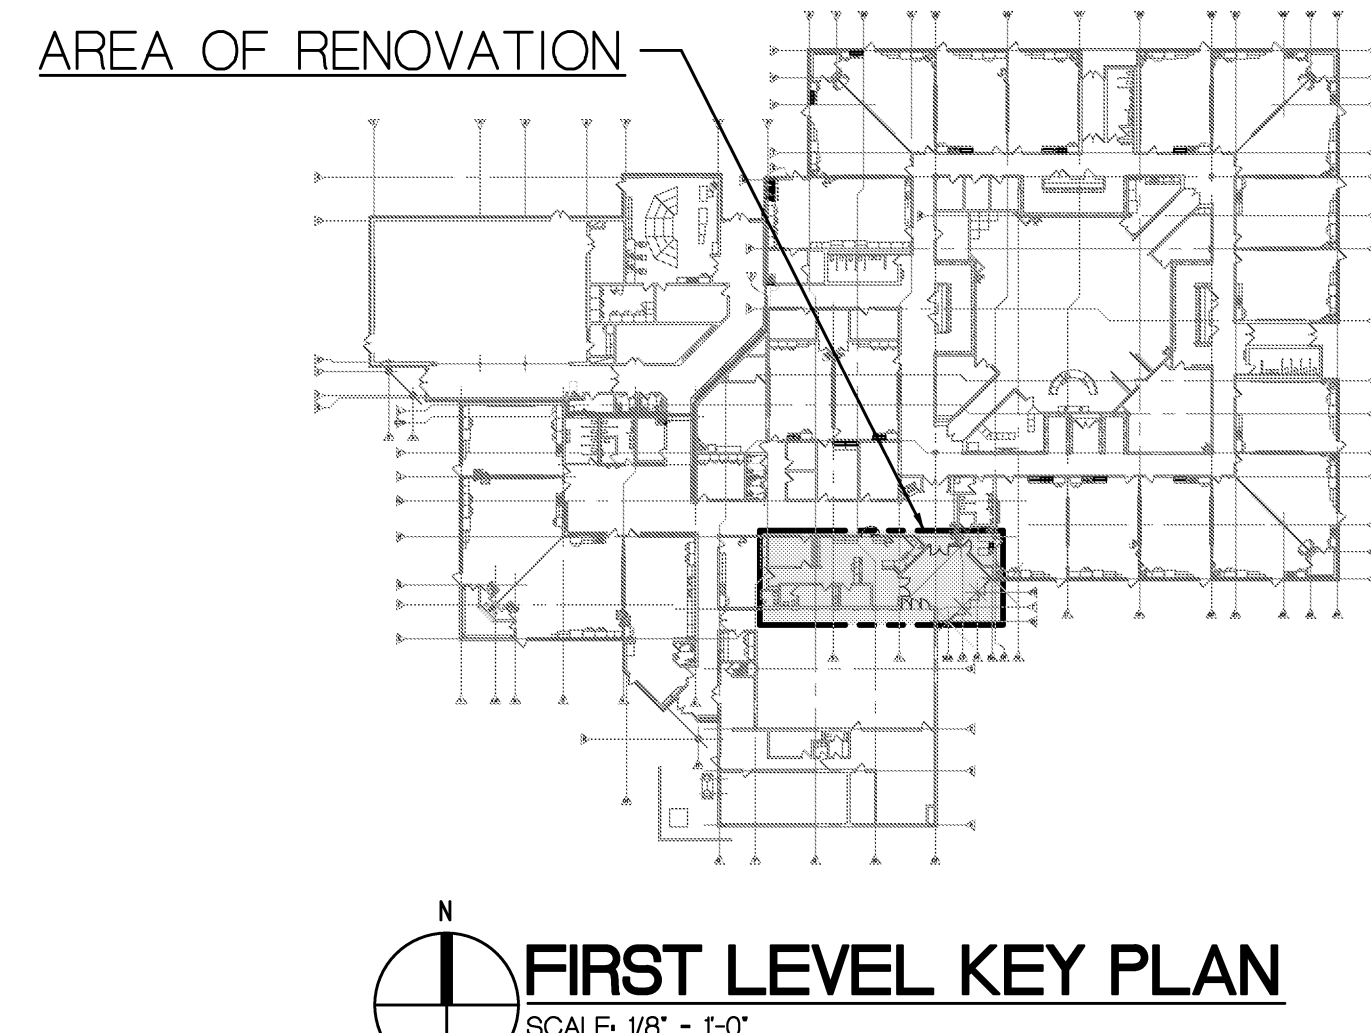 AREA OF RENOVATION
N
FIRST LEVEL KEY PLAN
SCALE: 1/8" - 1'-0"